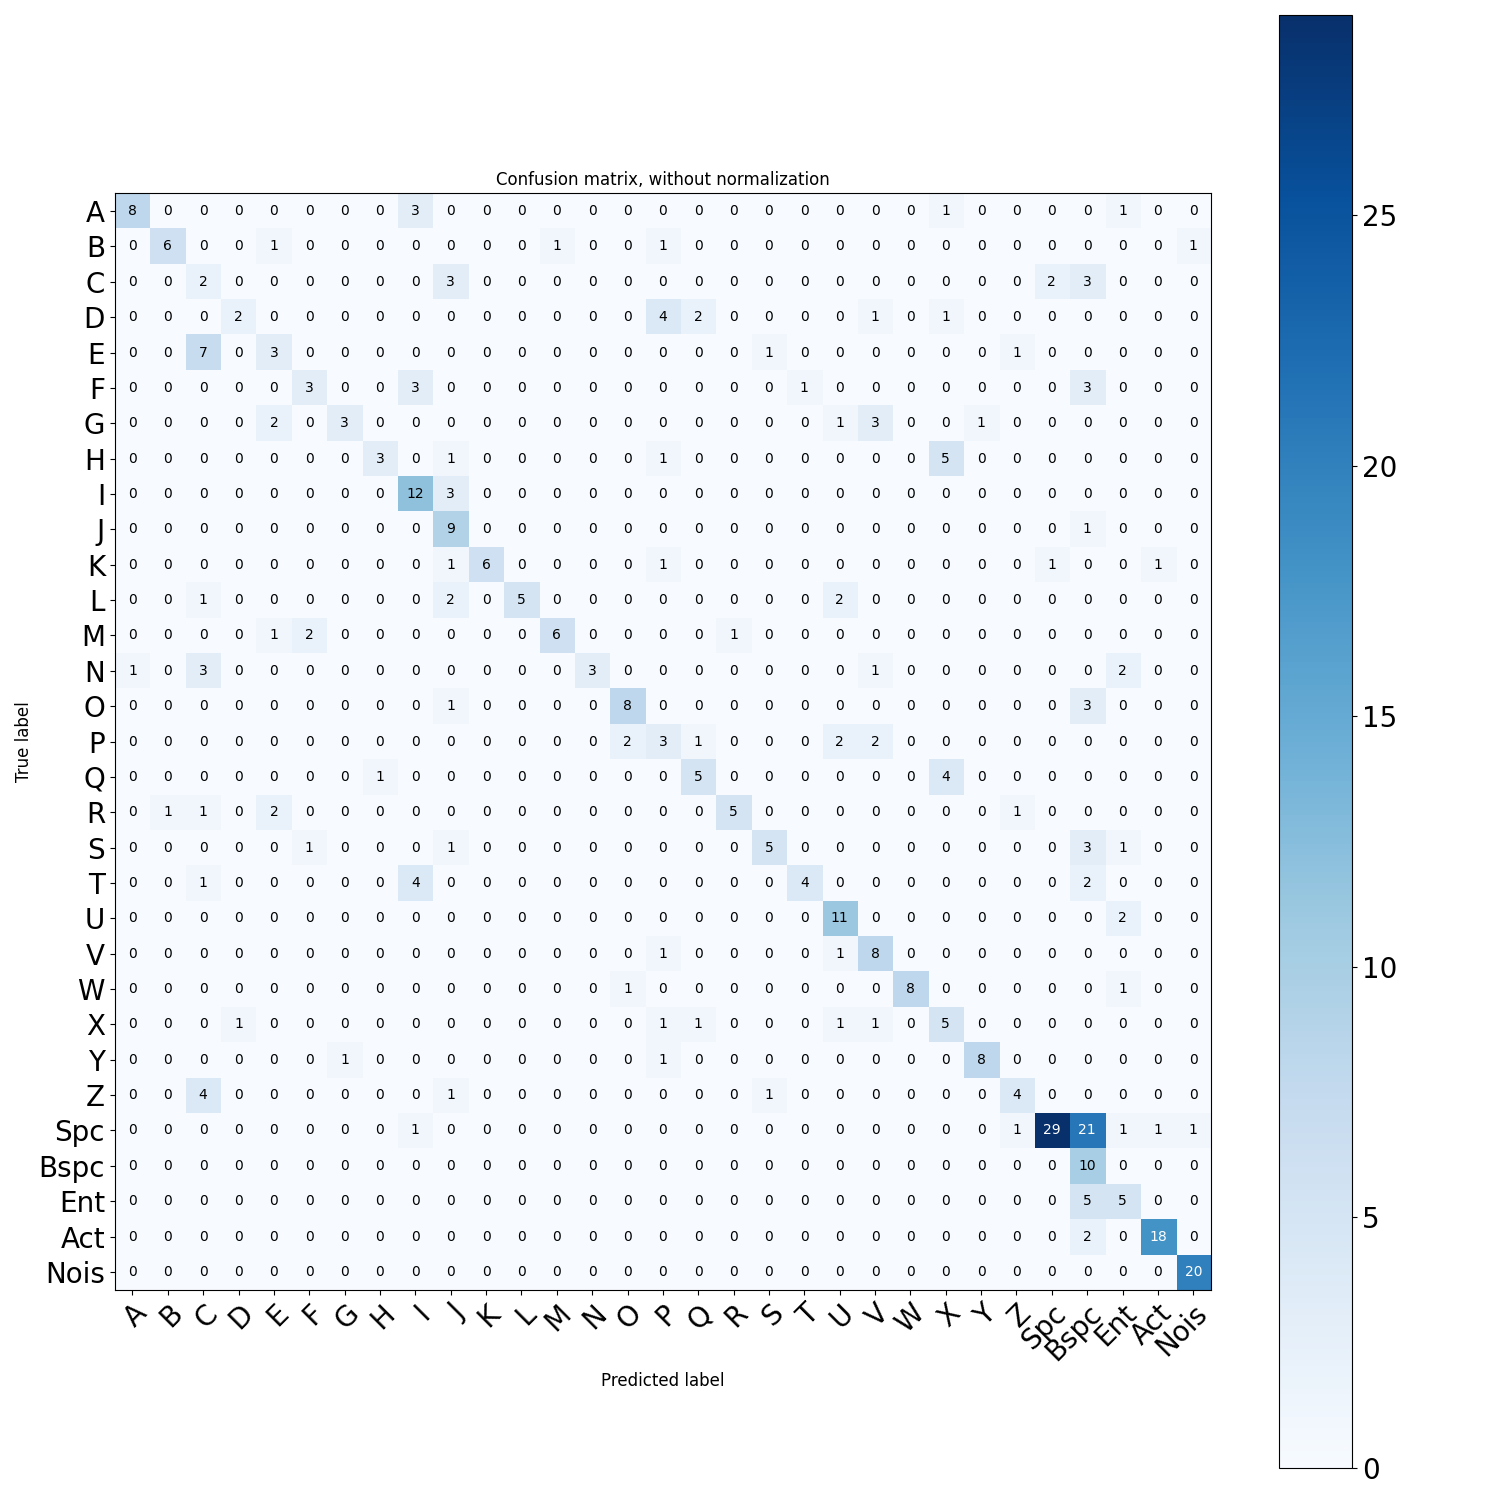 Confusion matrix, without normalization
A 8 0 0 0 0 0 0 0 3 0 0 0 0 0 0 0 0 0 0 0 0 0 0 1 0 0 0 0 1 0 0
B 0 6 0 0 1 0 0 0 0 0 0 0 1 0 0 1 0 0 0 0 0 0 0 0 0 0 0 0 0 0 1
C 0 0 2 0 0 0 0 0 0 3 0 0 0 0 0 0 0 0 0 0 0 0 0 0 0 0 2 3 0 0 0
D 0 0 0 2 0 0 0 0 0 0 0 0 0 0 0 4 2 0 0 0 0 1 0 1 0 0 0 0 0 0 0
E 0 0 7 0 3 0 0 0 0 0 0 0 0 0 0 0 0 0 1 0 0 0 0 0 0 1 0 0 0 0 0
F 0 0 0 0 0 3 0 0 3 0 0 0 0 0 0 0 0 0 0 1 0 0 0 0 0 0 0 3 0 0 0
G 0 0 0 0 2 0 3 0 0 0 0 0 0 0 0 0 0 0 0 0 1 3 0 0 1 0 0 0 0 0 0
H 0 0 0 0 0 0 0 3 0 1 0 0 0 0 0 1 0 0 0 0 0 0 0 5 0 0 0 0 0 0 0
I 0 0 0 0 0 0 0 0 12 3 0 0 0 0 0 0 0 0 0 0 0 0 0 0 0 0 0 0 0 0 0
J 0 0 0 0 0 0 0 0 0 9 0 0 0 0 0 0 0 0 0 0 0 0 0 0 0 0 0 1 0 0 0
K 0 0 0 0 0 0 0 0 0 1 6 0 0 0 0 1 0 0 0 0 0 0 0 0 0 0 1 0 0 1 0
L 0 0 1 0 0 0 0 0 0 2 0 5 0 0 0 0 0 0 0 0 2 0 0 0 0 0 0 0 0 0 0
M 0 0 0 0 1 2 0 0 0 0 0 0 6 0 0 0 0 1 0 0 0 0 0 0 0 0 0 0 0 0 0
N 1 0 3 0 0 0 0 0 0 0 0 0 0 3 0 0 0 0 0 0 0 1 0 0 0 0 0 0 2 0 0
O 0 0 0 0 0 0 0 0 0 1 0 0 0 0 8 0 0 0 0 0 0 0 0 0 0 0 0 3 0 0 0
P 0 0 0 0 0 0 0 0 0 0 0 0 0 0 2 3 1 0 0 0 2 2 0 0 0 0 0 0 0 0 0
Q 0 0 0 0 0 0 0 1 0 0 0 0 0 0 0 0 5 0 0 0 0 0 0 4 0 0 0 0 0 0 0
R 0 1 1 0 2 0 0 0 0 0 0 0 0 0 0 0 0 5 0 0 0 0 0 0 0 1 0 0 0 0 0
S 0 0 0 0 0 1 0 0 0 1 0 0 0 0 0 0 0 0 5 0 0 0 0 0 0 0 0 3 1 0 0
T 0 0 1 0 0 0 0 0 4 0 0 0 0 0 0 0 0 0 0 4 0 0 0 0 0 0 0 2 0 0 0
U 0 0 0 0 0 0 0 0 0 0 0 0 0 0 0 0 0 0 0 0 11 0 0 0 0 0 0 0 2 0 0
V 0 0 0 0 0 0 0 0 0 0 0 0 0 0 0 1 0 0 0 0 1 8 0 0 0 0 0 0 0 0 0
W 0 0 0 0 0 0 0 0 0 0 0 0 0 0 1 0 0 0 0 0 0 0 8 0 0 0 0 0 1 0 0
X 0 0 0 1 0 0 0 0 0 0 0 0 0 0 0 1 1 0 0 0 1 1 0 5 0 0 0 0 0 0 0
Y 0 0 0 0 0 0 1 0 0 0 0 0 0 0 0 1 0 0 0 0 0 0 0 0 8 0 0 0 0 0 0
Z 0 0 4 0 0 0 0 0 0 1 0 0 0 0 0 0 0 0 1 0 0 0 0 0 0 4 0 0 0 0 0
Spc 0 0 0 0 0 0 0 0 1 0 0 0 0 0 0 0 0 0 0 0 0 0 0 0 0 1 29 21 1 1 1
Bspc 0 0 0 0 0 0 0 0 0 0 0 0 0 0 0 0 0 0 0 0 0 0 0 0 0 0 0 10 0 0 0
Ent 0 0 0 0 0 0 0 0 0 0 0 0 0 0 0 0 0 0 0 0 0 0 0 0 0 0 0 5 5 0 0
Act 0 0 0 0 0 0 0 0 0 0 0 0 0 0 0 0 0 0 0 0 0 0 0 0 0 0 0 2 0 18 0
Nois 0 0 0 0 0 0 0 0 0 0 0 0 0 0 0 0 0 0 0 0 0 0 0 0 0 0 0 0 0 0 20
A B C D E F G H I J K L M N O P Q R S T U V W X Y Z Spc Bspc Ent Act Nois
Predicted label
True label
25
20
15
10
5
0